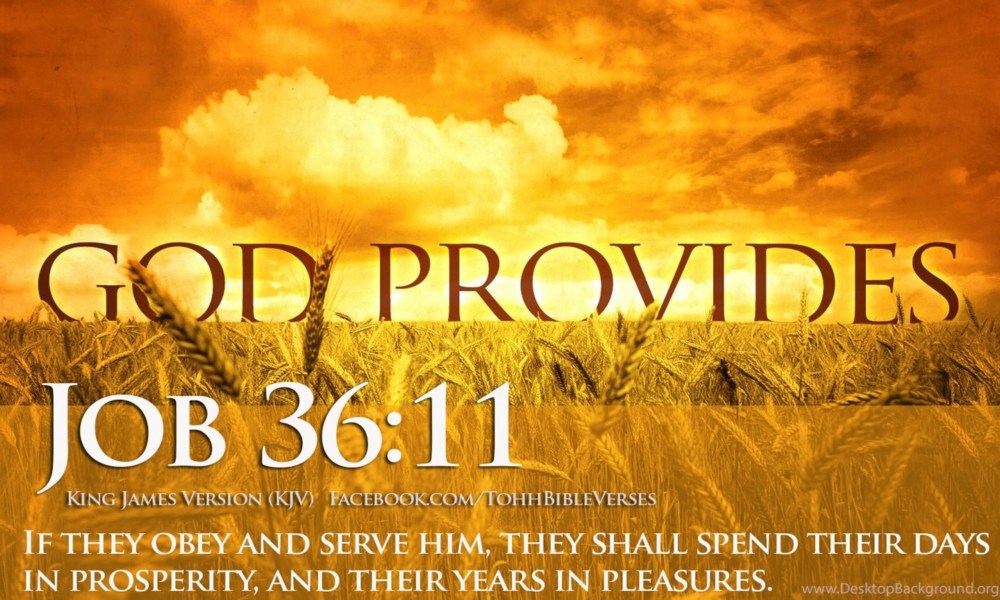 GOD PROVIDES
JOB 36:11
KING JAMES VERSION (KJV) FACEBOOK.COM/TOHHBIBLEVERSES
IF THEY OBEY AND SERVE HIM, THEY SHALL SPEND THEIR DAYS
IN PROSPERITY, AND THEIR YEARS IN PLEASURES.
www.DesktopBackground.org